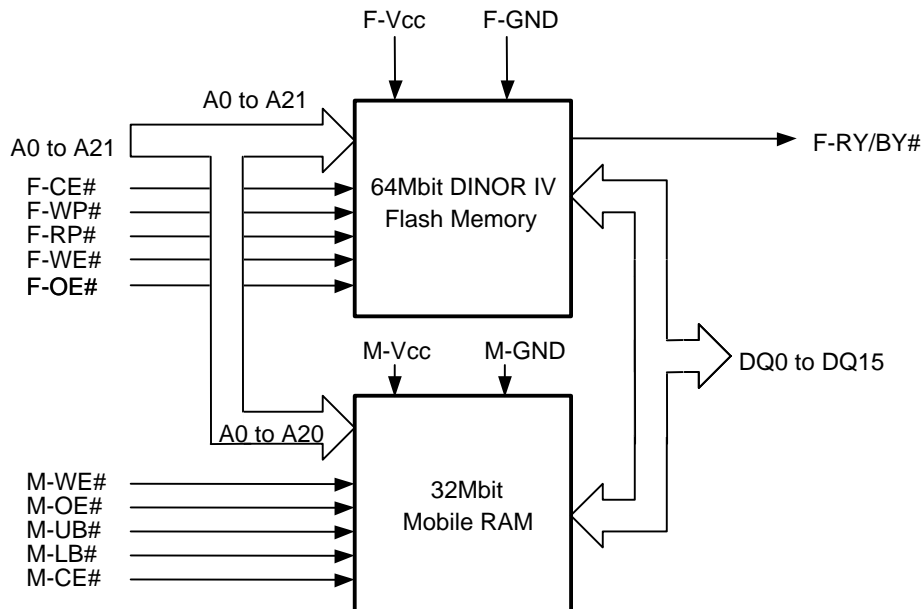 F-Vcc
F-GND
A0 to A21
A0 to A21
F-RY/BY#
F-CE#
F-WP#
F-RP#
F-WE#
F-OE#
64Mbit DINOR IV
Flash Memory
M-Vcc
M-GND
DQ0 to DQ15
A0 to A20
M-WE#
M-OE#
M-UB#
M-LB#
M-CE#
32Mbit
Mobile RAM